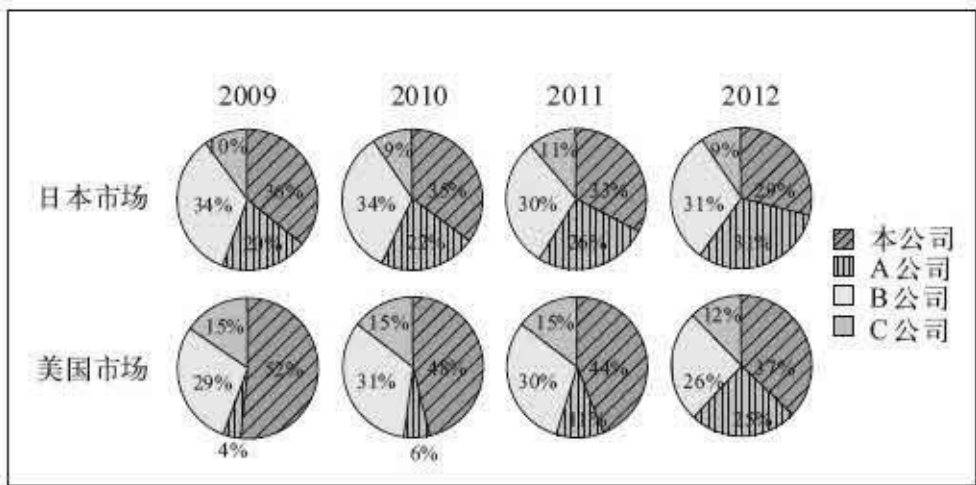 2009 2010 2011 2012
日本市场
10% 36% 34% 20%
9% 35% 34% 22%
11% 33% 30% 26%
9% 29% 31% 31%
本公司
A公司
B公司
C公司
美国市场
15% 52% 29% 4%
15% 48% 31% 6%
15% 44% 30% 11%
12% 37% 26% 25%